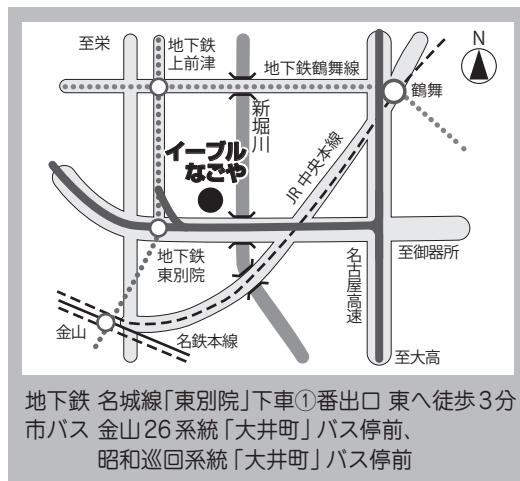 至栄
地下鉄
上前津
地下鉄鶴舞線
N
鶴舞
新堀川
イーブル
なごや
JR中央本線
地下鉄
東別院
名古屋高速
至御器所
金山
名鉄本線
至大高
地下鉄 名城線「東別院」下車①番出口 東へ徒歩3分
市バス 金山26系統「大井町」バス停前、
昭和巡回系統「大井町」バス停前